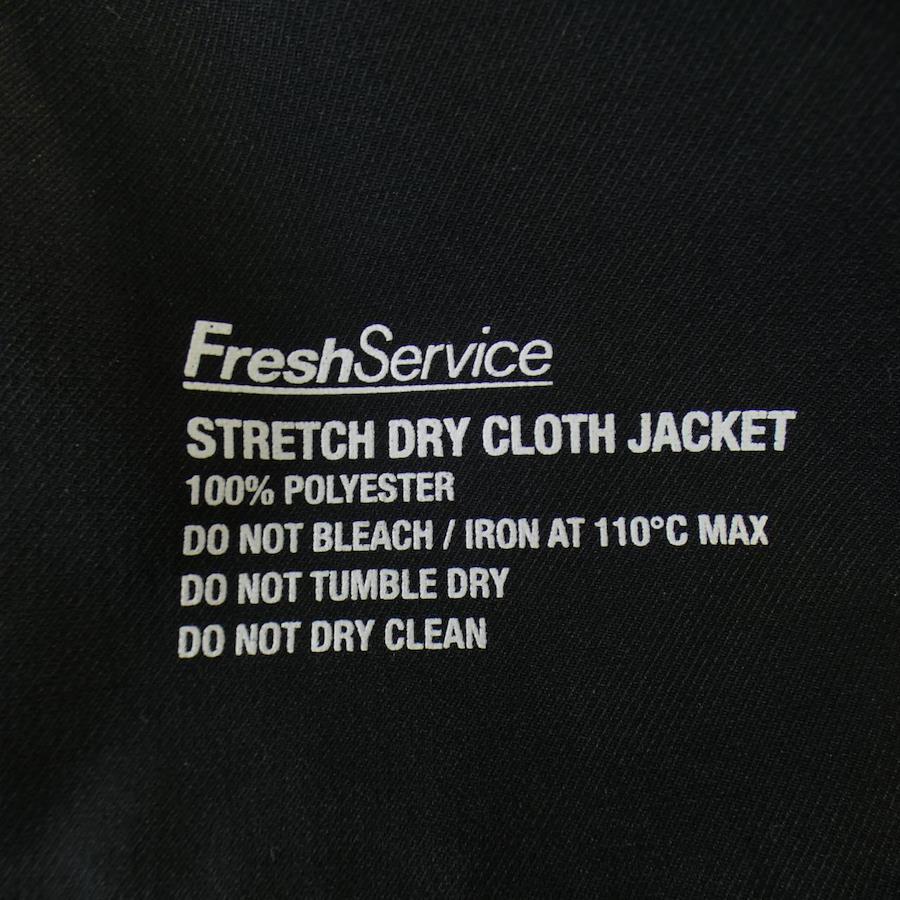 FreshService
STRETCH DRY CLOTH JACKET
100% POLYESTER
DO NOT BLEACH / IRON AT 110°C MAX
DO NOT TUMBLE DRY
DO NOT DRY CLEAN